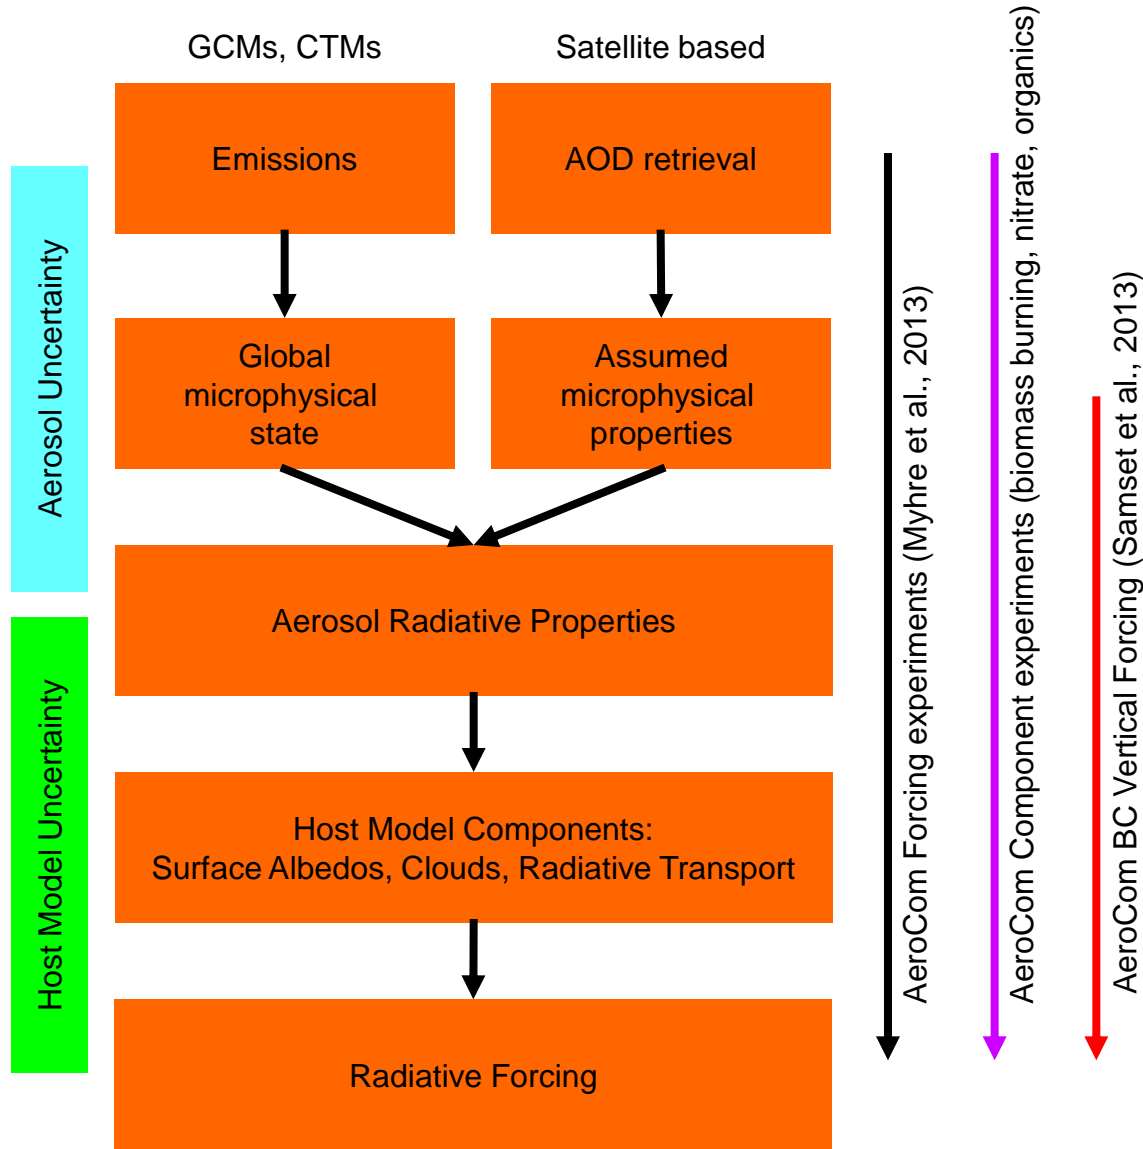 GCMs, CTMs
Satellite based
Emissions
AOD retrieval
Global
microphysical
state
Assumed
microphysical
properties
Aerosol Radiative Properties
Host Model Components:
Surface Albedos, Clouds, Radiative Transport
Radiative Forcing
Aerosol Uncertainty
Host Model Uncertainty
AeroCom Forcing experiments (Myhre et al., 2013)
AeroCom Component experiments (biomass burning, nitrate, organics)
AeroCom BC Vertical Forcing (Samset et al., 2013)